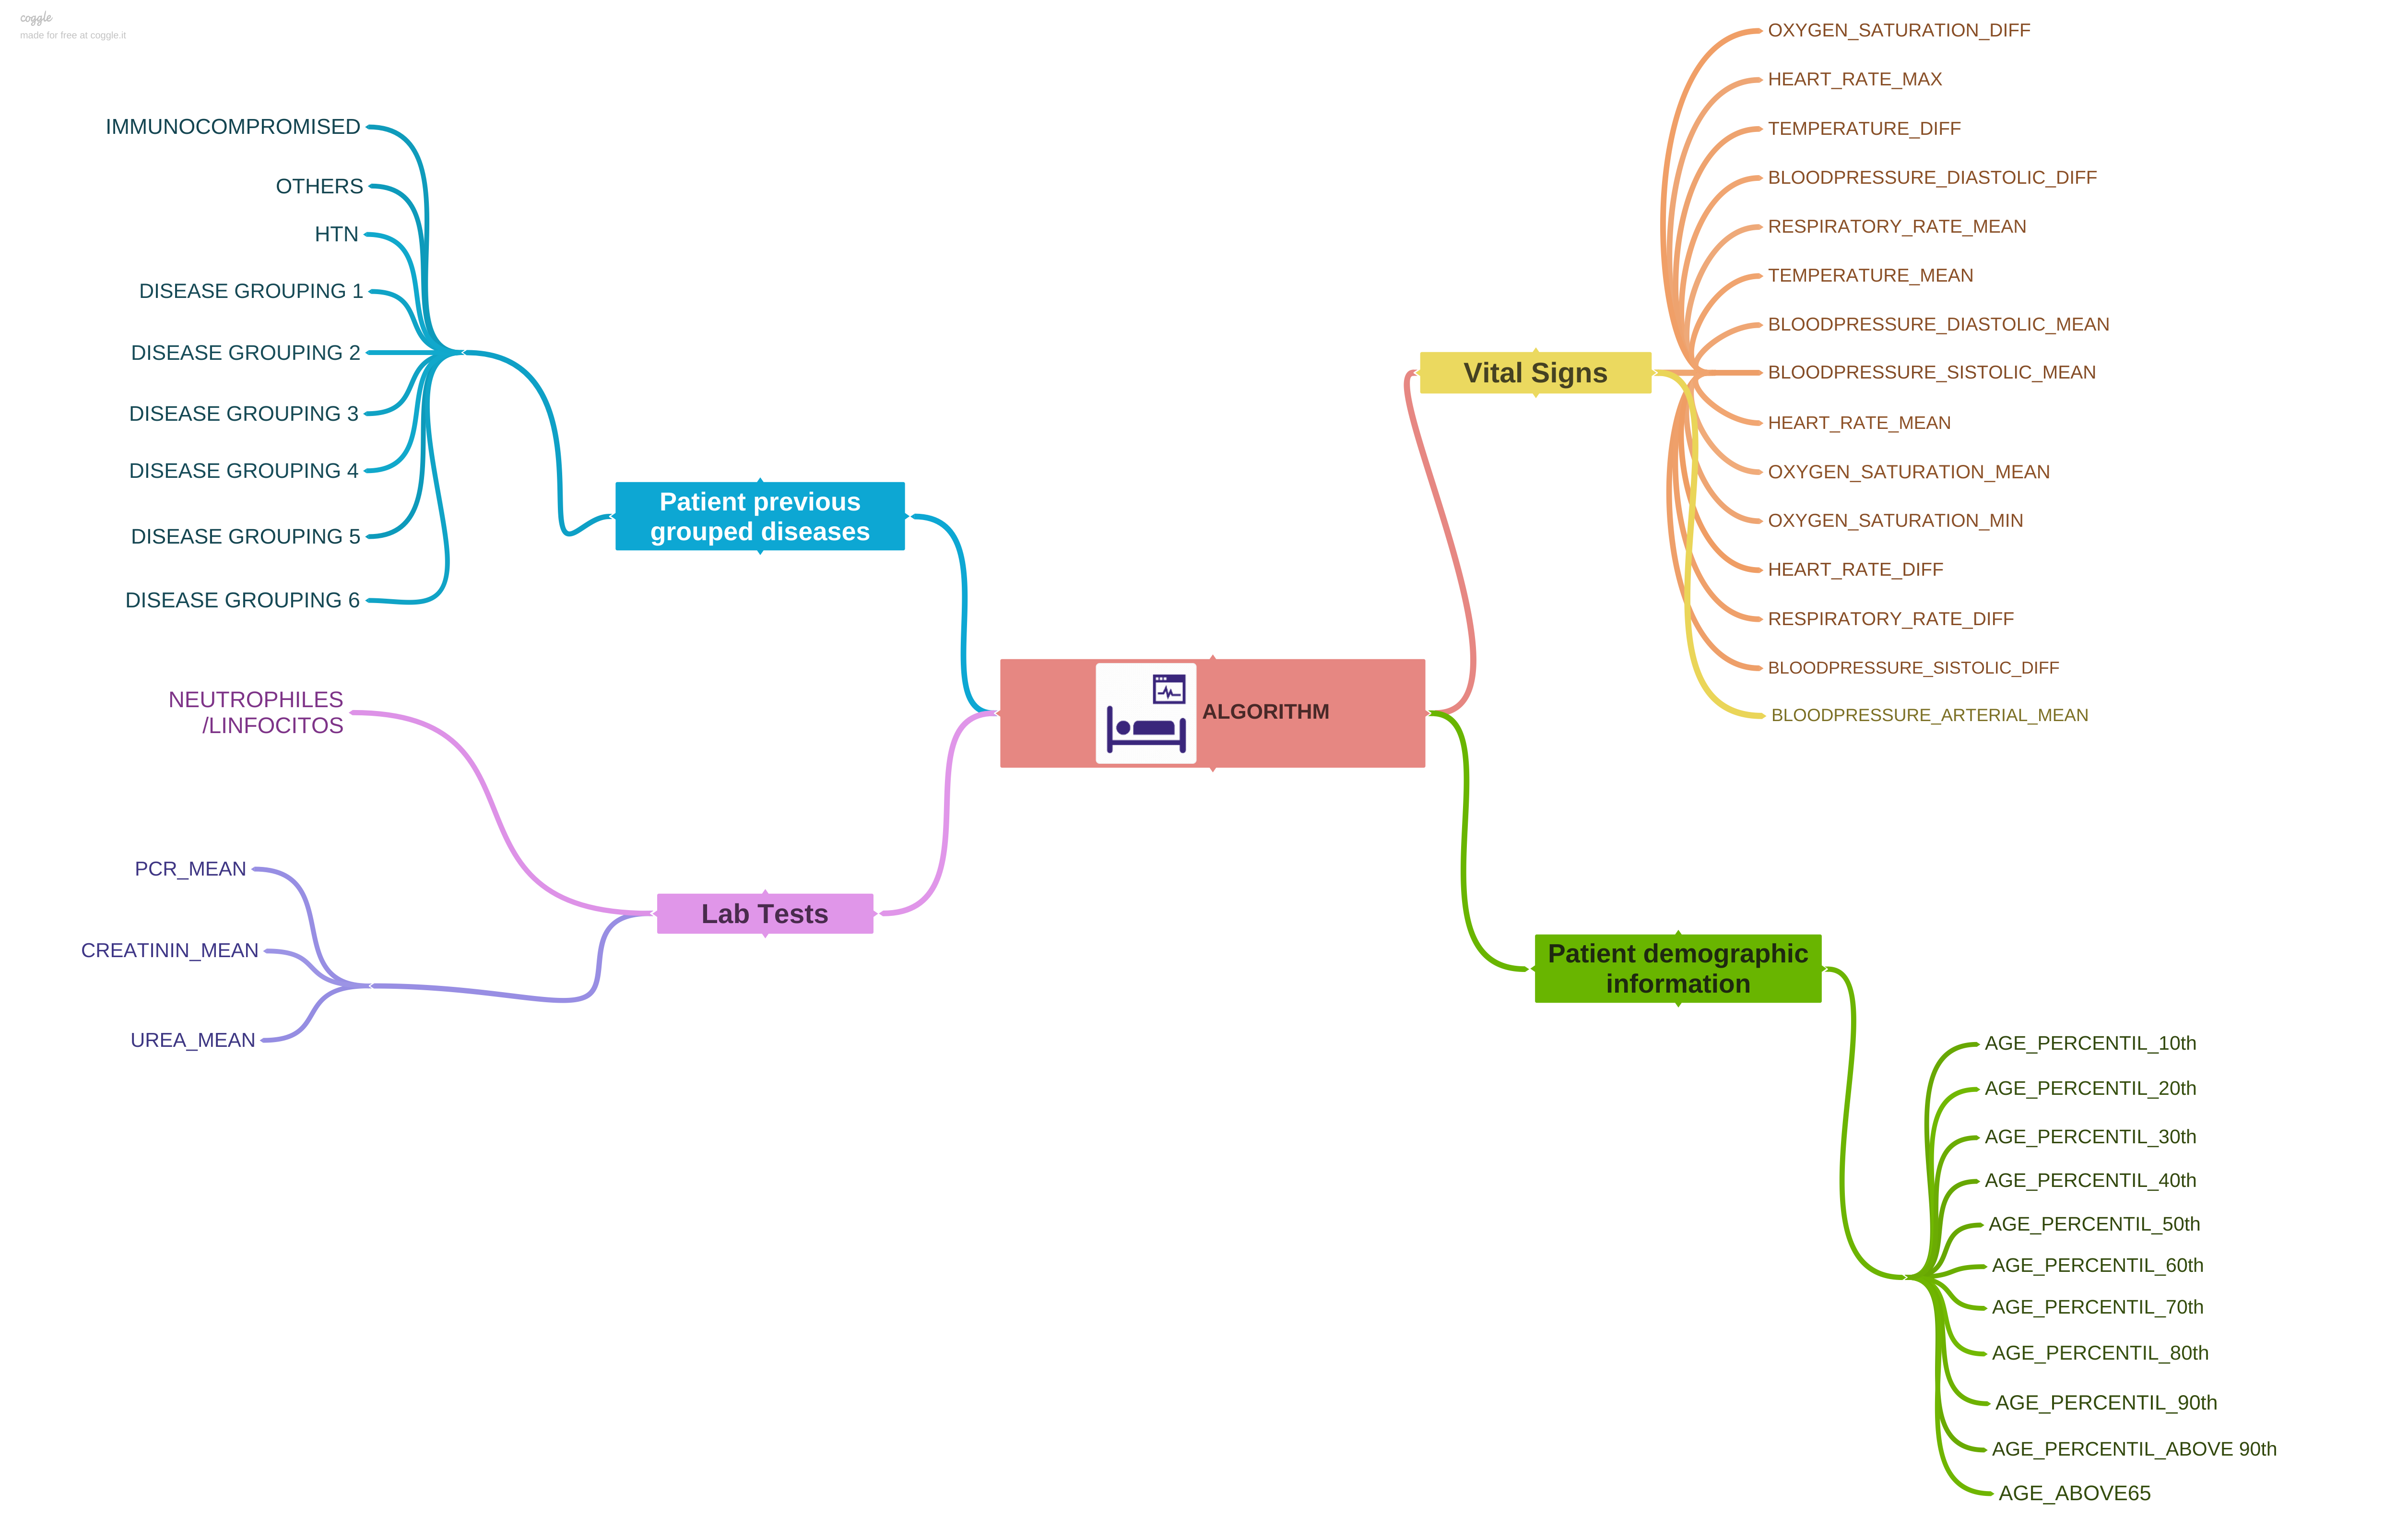 coggle
made for free at coggle.it
IMMUNOCOMPROMISED
OTHERS
HTN
DISEASE GROUPING 1
DISEASE GROUPING 2
DISEASE GROUPING 3
DISEASE GROUPING 4
DISEASE GROUPING 5
DISEASE GROUPING 6
Patient previous
grouped diseases
NEUTROPHILES
/LINFOCITOS
PCR_MEAN
CREATININ_MEAN
UREA_MEAN
Lab Tests
ALGORITHM
Vital Signs
OXYGEN_SATURATION_DIFF
HEART_RATE_MAX
TEMPERATURE_DIFF
BLOODPRESSURE_DIASTOLIC_DIFF
RESPIRATORY_RATE_MEAN
TEMPERATURE_MEAN
BLOODPRESSURE_DIASTOLIC_MEAN
BLOODPRESSURE_SISTOLIC_MEAN
HEART_RATE_MEAN
OXYGEN_SATURATION_MEAN
OXYGEN_SATURATION_MIN
HEART_RATE_DIFF
RESPIRATORY_RATE_DIFF
BLOODPRESSURE_SISTOLIC_DIFF
BLOODPRESSURE_ARTERIAL_MEAN
Patient demographic
information
AGE_PERCENTIL_10th
AGE_PERCENTIL_20th
AGE_PERCENTIL_30th
AGE_PERCENTIL_40th
AGE_PERCENTIL_50th
AGE_PERCENTIL_60th
AGE_PERCENTIL_70th
AGE_PERCENTIL_80th
AGE_PERCENTIL_90th
AGE_PERCENTIL_ABOVE 90th
AGE_ABOVE65